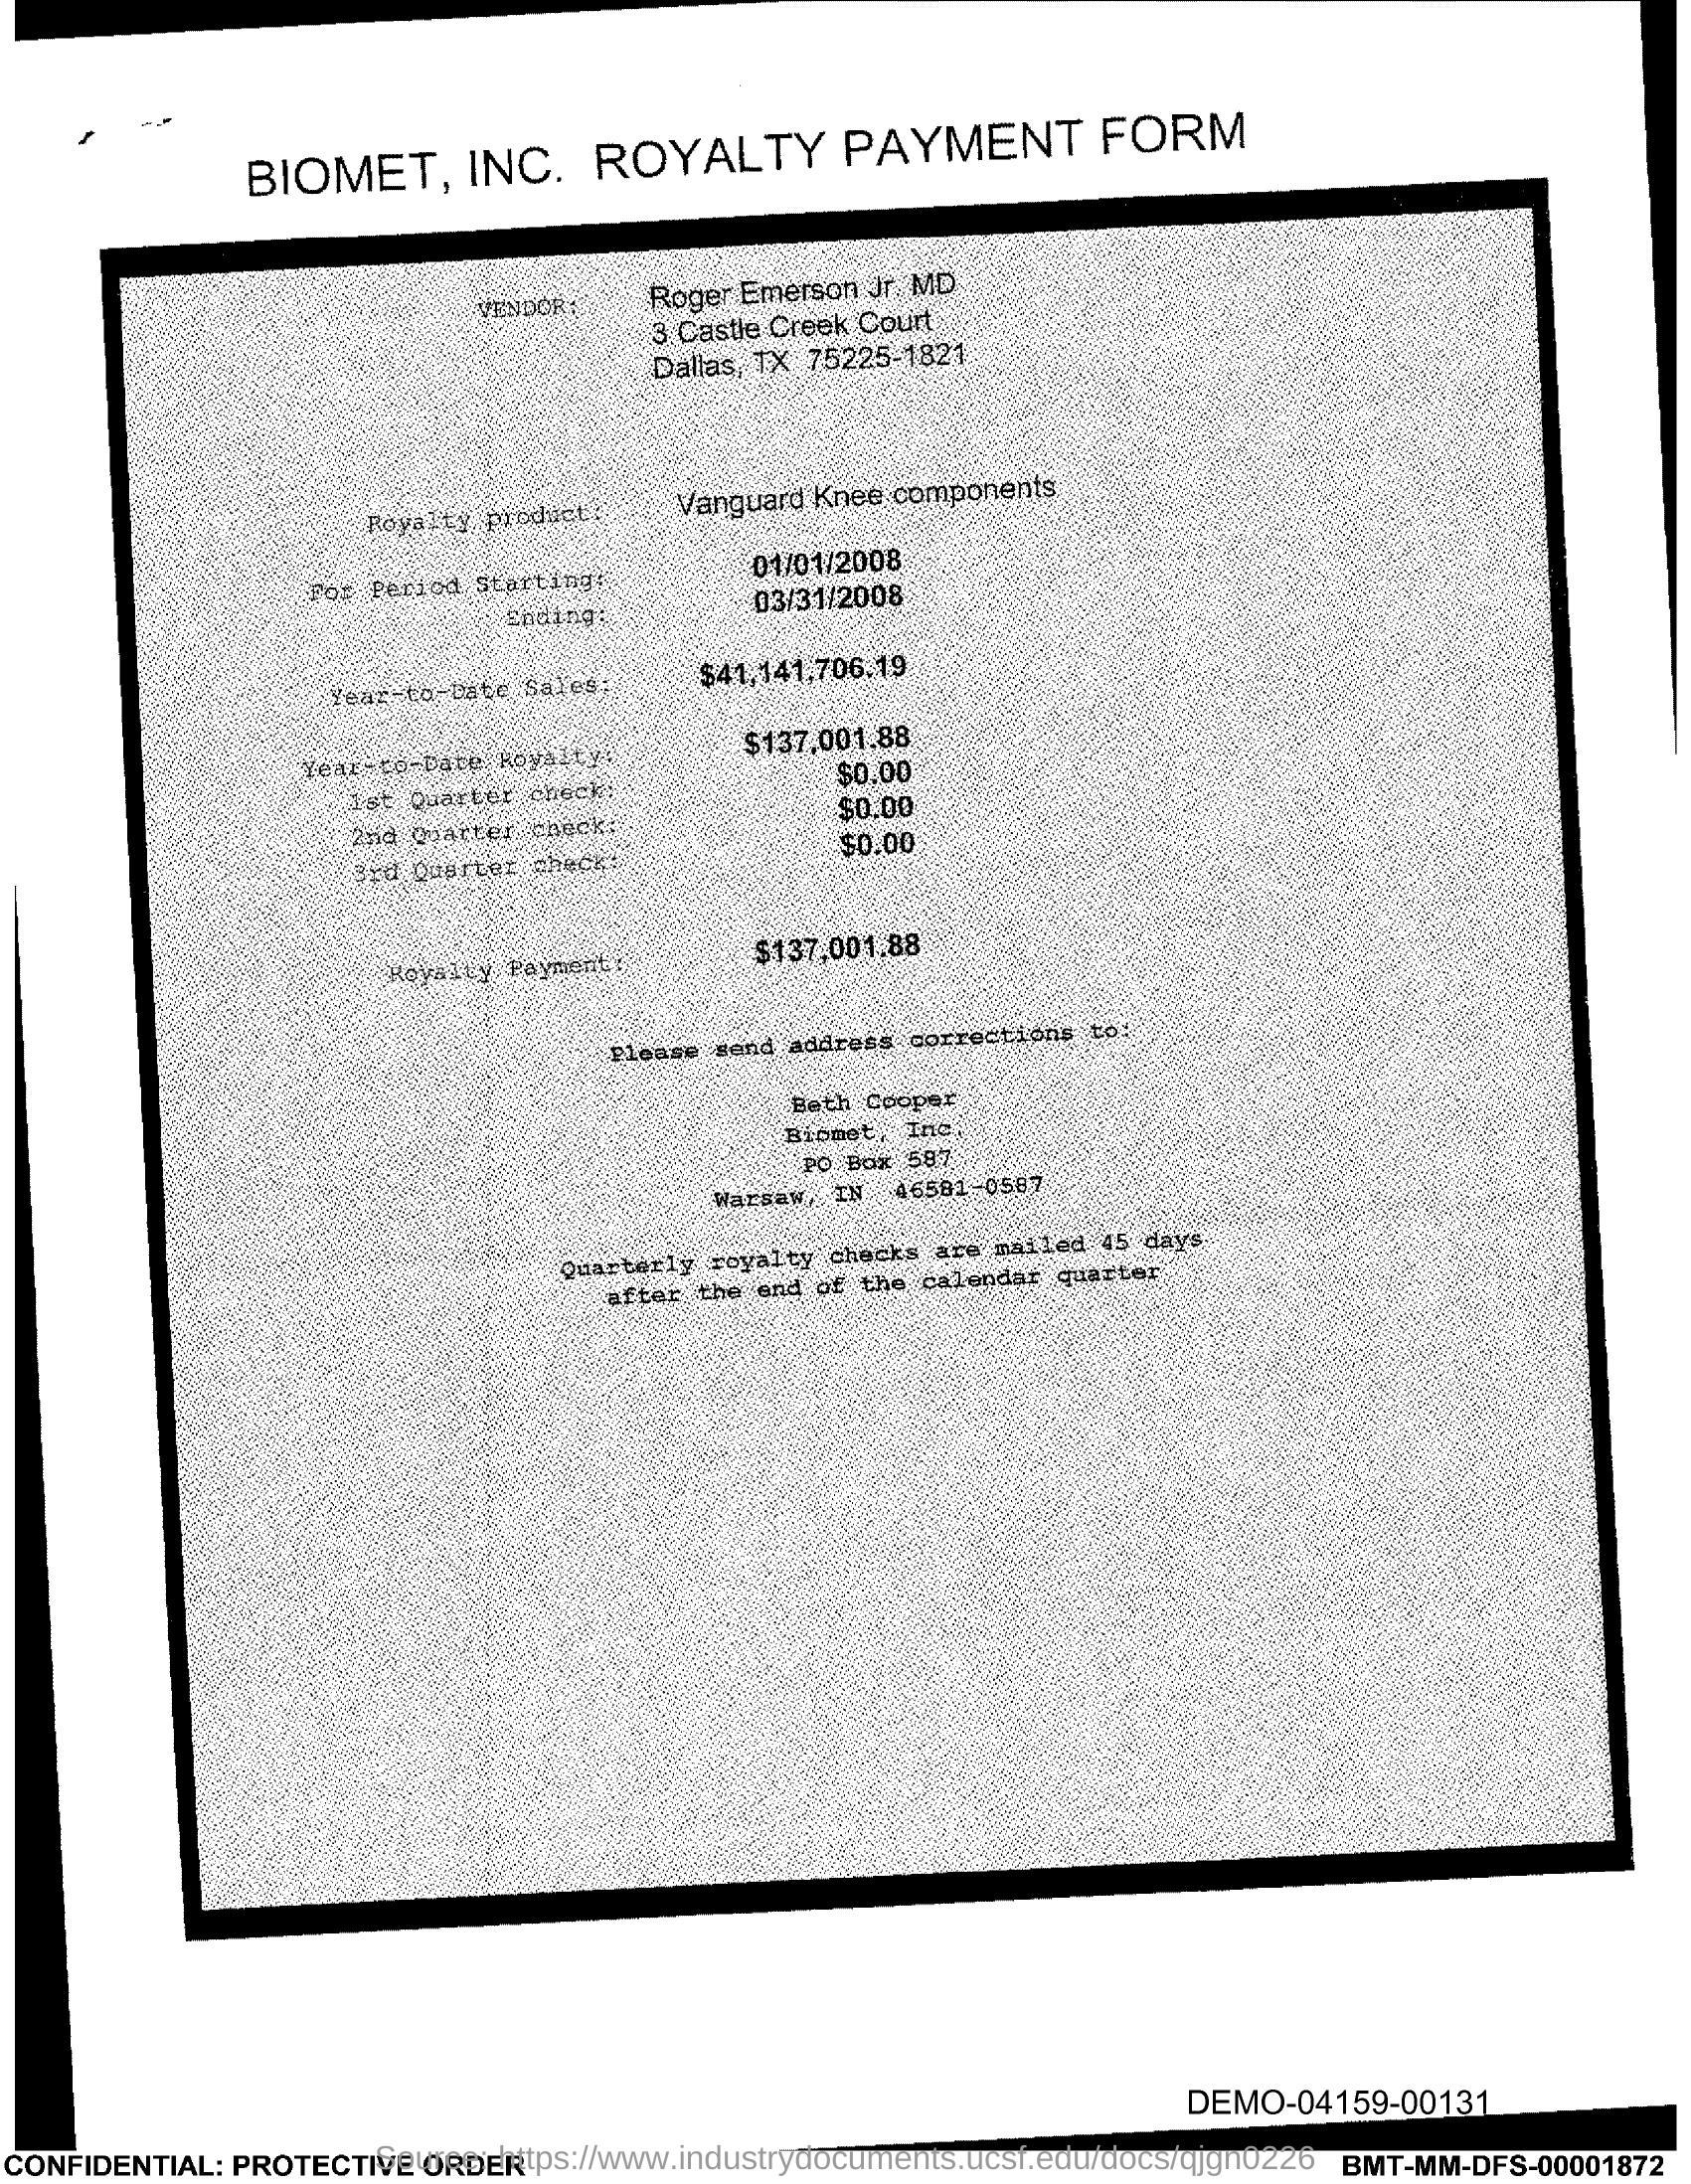 BIOMET, INC. ROYALTY PAYMENT FORM
VENDOR: Roger Emerson Jr. MD
3 Castle Creek Court
Dallas, TX 75225-1821
Royalty product: Vanguard Knee components
For Period Starting: 01/01/2008
Ending: 03/31/2008
Year-to-Date Sales: $41,141,706.19
Year-to-Date Royalty: $137,001.88
1st Quarter check: $0.00
2nd Quarter check: $0.00
3rd Quarter check: $0.00
Royalty Payment: $137,001.88
Please send address corrections to:
Beth Cooper
Biomet, Inc.
PO Box 587
Warsaw, IN 46581-0587
Quarterly royalty checks are mailed 45 days
after the end of the calendar quarter
DEMO-04159-00131
CONFIDENTIAL: PROTECTIVE ORDER
Source: https://www.industrydocuments.ucsf.edu/docs/qjgn0226
BMT-MM-DFS-00001872